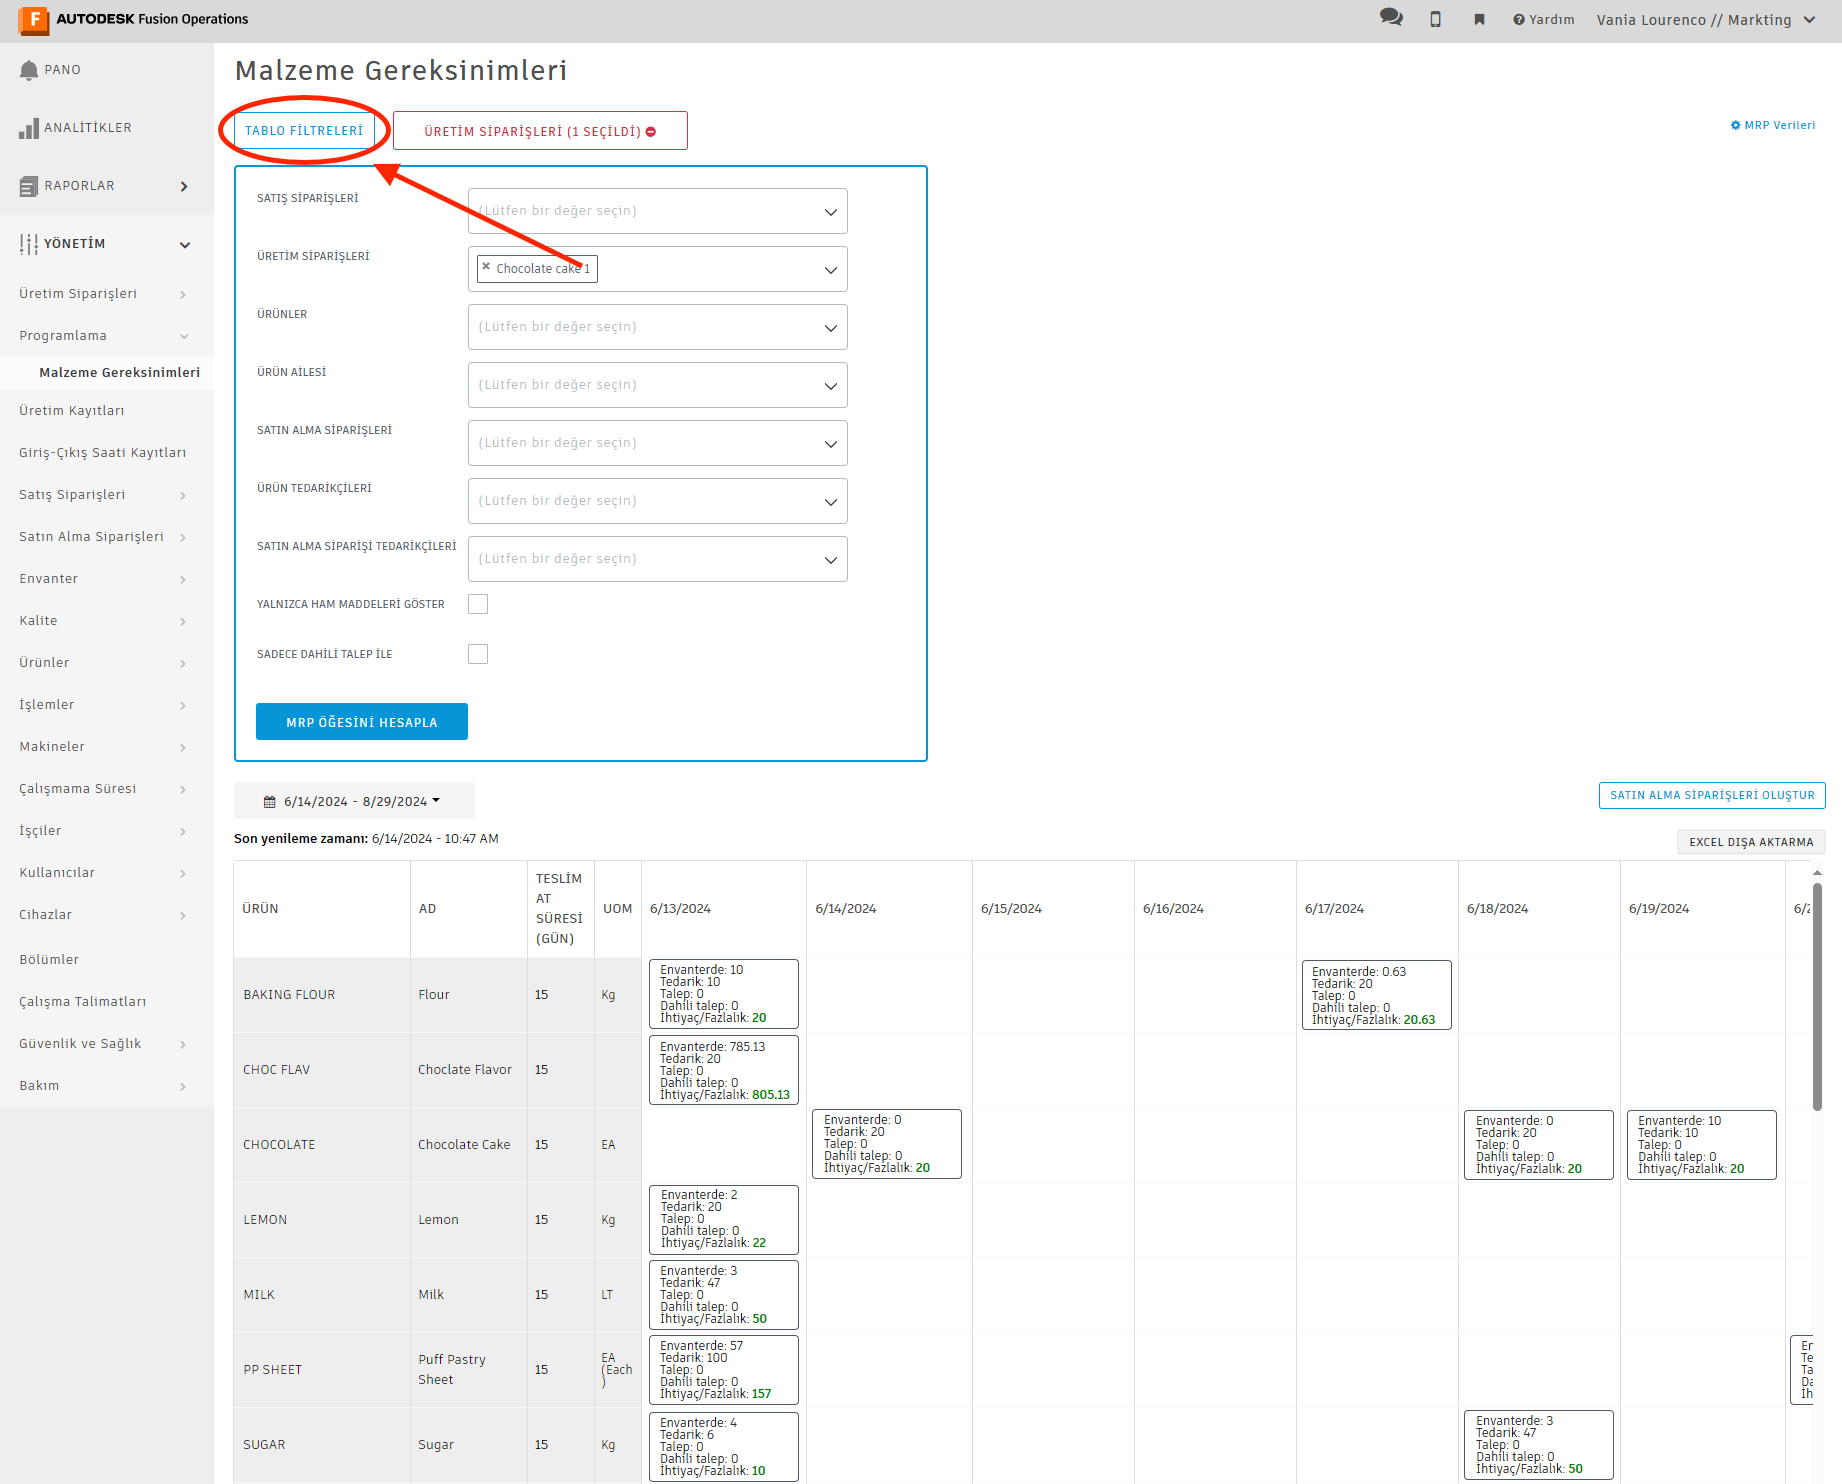 F AUTODESK Fusion Operations
Yardım
Vania Lourenco // Markting
PANO
ANALİTİKLER
RAPORLAR
YÖNETİM
Üretim Siparişleri
Programlama
Malzeme Gereksinimleri
Üretim Kayıtları
Giriş-Çıkış Saati Kayıtları
Satış Siparişleri
Satın Alma Siparişleri
Envanter
Kalite
Ürünler
İşlemler
Makineler
Çalışmama Süresi
İşçiler
Kullanıcılar
Cihazlar
Bölümler
Çalışma Talimatları
Güvenlik ve Sağlık
Bakım
Malzeme Gereksinimleri
TABLO FİLTRELERİ
ÜRETİM SİPARİŞLERİ (1 SEÇİLDİ)
MRP Verileri
SATIŞ SİPARİŞLERİ (Lütfen bir değer seçin)
ÜRETİM SİPARİŞLERİ × Chocolate cake 1
ÜRÜNLER (Lütfen bir değer seçin)
ÜRÜN AİLESİ (Lütfen bir değer seçin)
SATIN ALMA SİPARİŞLERİ (Lütfen bir değer seçin)
ÜRÜN TEDARİKÇİLERİ (Lütfen bir değer seçin)
SATIN ALMA SİPARİŞİ TEDARİKÇİLERİ (Lütfen bir değer seçin)
YALNIZCA HAM MADDELERİ GÖSTER
SADECE DAHİLİ TALEP İLE
MRP ÖĞESİNİ HESAPLA
6/14/2024 - 8/29/2024
SATIN ALMA SİPARİŞLERİ OLUŞTUR
Son yenileme zamanı: 6/14/2024 - 10:47 AM
EXCEL DIŞA AKTARMA
ÜRÜN
AD
TESLİM
AT
SÜRESİ
(GÜN)
UOM
6/13/2024
6/14/2024
6/15/2024
6/16/2024
6/17/2024
6/18/2024
6/19/2024
6/2
BAKING FLOUR
Flour
15
Kg
Envanterde: 10
Tedarik: 10
Talep: 0
Dahili talep: 0
İhtiyaç/Fazlalık: 20
Envanterde: 0.63
Tedarik: 20
Talep: 0
Dahili talep: 0
İhtiyaç/Fazlalık: 20.63
CHOC FLAV
Choclate Flavor
15
Envanterde: 785.13
Tedarik: 20
Talep: 0
Dahili talep: 0
İhtiyaç/Fazlalık: 805.13
CHOCOLATE
Chocolate Cake
15
EA
Envanterde: 0
Tedarik: 20
Talep: 0
Dahili talep: 0
İhtiyaç/Fazlalık: 20
Envanterde: 0
Tedarik: 20
Talep: 0
Dahili talep: 0
İhtiyaç/Fazlalık: 20
Envanterde: 10
Tedarik: 10
Talep: 0
Dahili talep: 0
İhtiyaç/Fazlalık: 20
LEMON
Lemon
15
Kg
Envanterde: 2
Tedarik: 20
Talep: 0
Dahili talep: 0
İhtiyaç/Fazlalık: 22
MILK
Milk
15
LT
Envanterde: 3
Tedarik: 47
Talep: 0
Dahili talep: 0
İhtiyaç/Fazlalık: 50
PP SHEET
Puff Pastry
Sheet
15
EA
(Each
)
Envanterde: 57
Tedarik: 100
Talep: 0
Dahili talep: 0
İhtiyaç/Fazlalık: 157
En
Te
Ta
Da
İh
SUGAR
Sugar
15
Kg
Envanterde: 4
Tedarik: 6
Talep: 0
Dahili talep: 0
İhtiyaç/Fazlalık: 10
Envanterde: 3
Tedarik: 47
Talep: 0
Dahili talep: 0
İhtiyaç/Fazlalık: 50